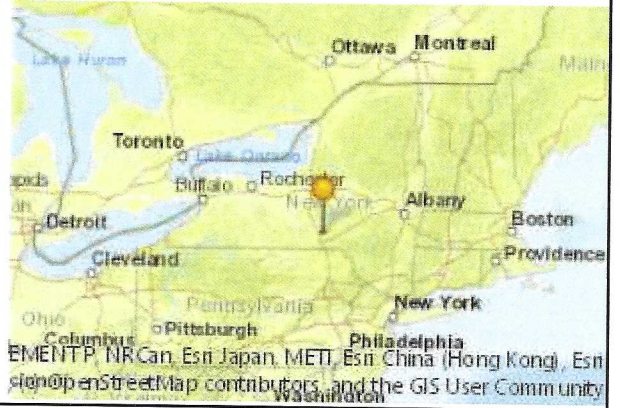 Ottawa Montreal
Lake Huron
Toronto
Lake Ontario
Buffalo Rochester
New York Albany
Detroit Boston
Cleveland Providence
Pennsylvania New York
Ohio Pittsburgh
Columbus Philadelphia
EMENTP, NRCan, Esri Japan, METI, Esri China (Hong Kong), Esri
OpenStreetMap contributors, and the GIS User Community
Washington